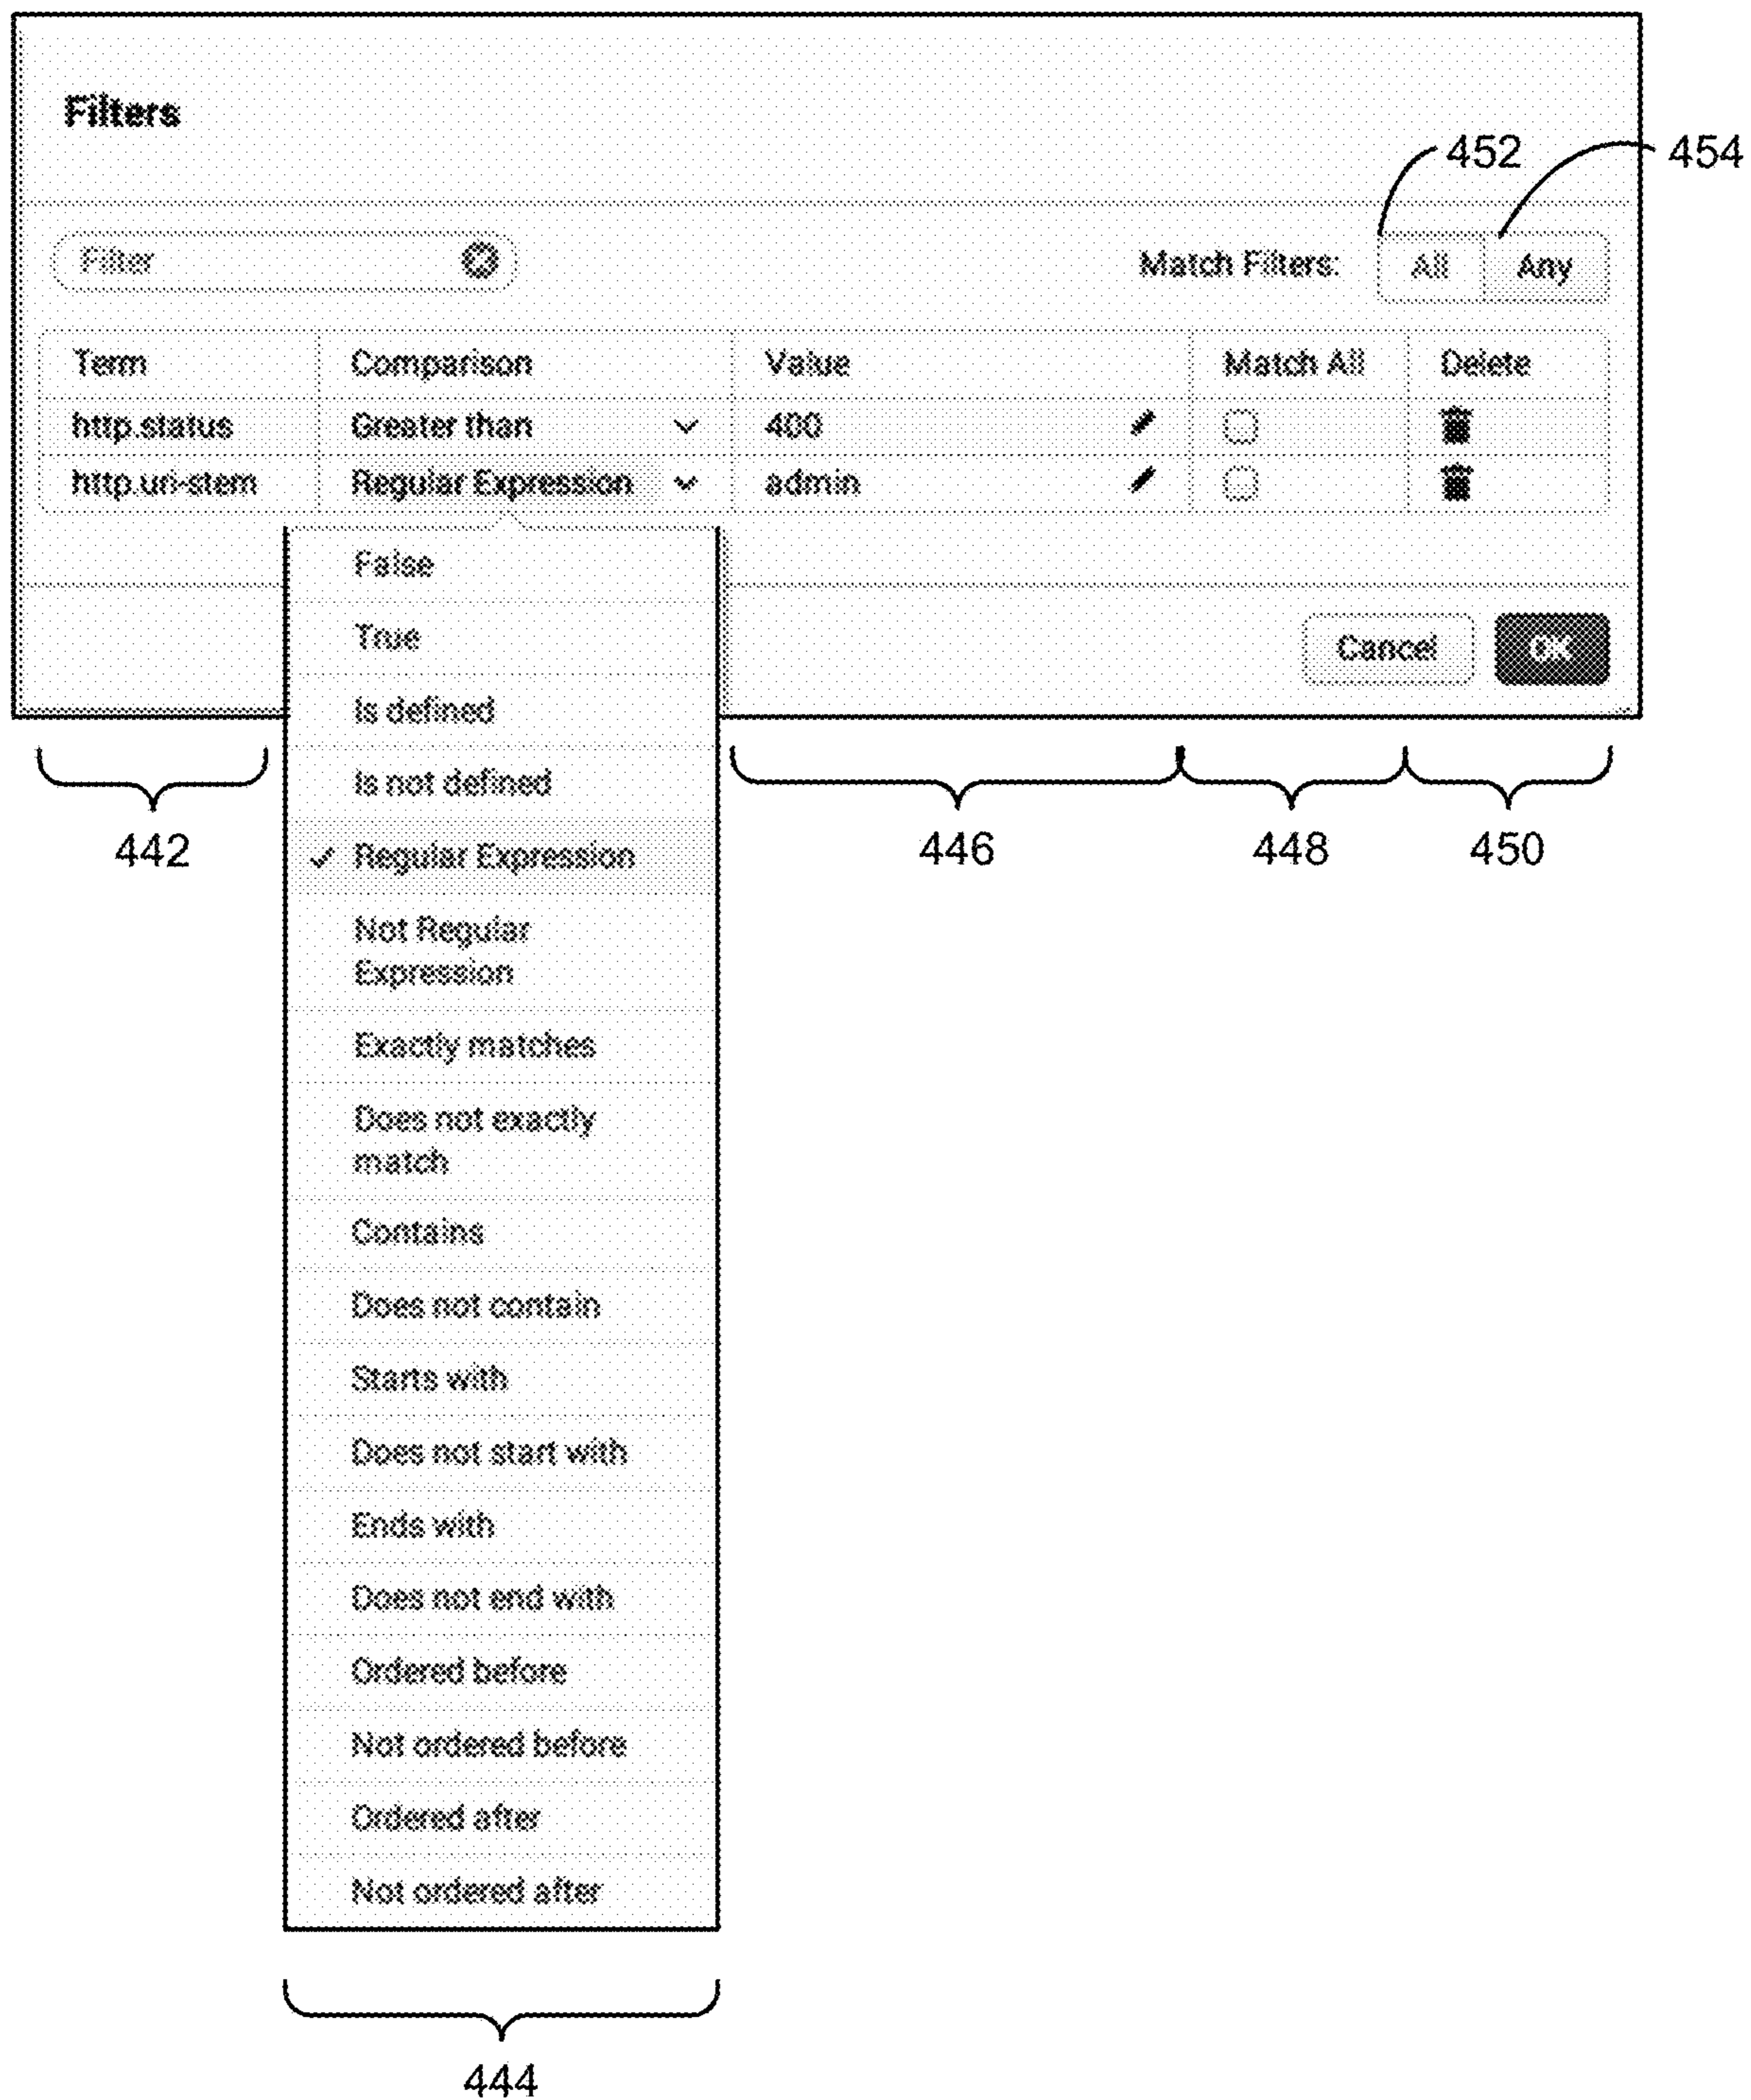 Filters
452
454
Filter
Match Filters:
All
Any
Term
Comparison
Value
Match All
Delete
http.status
Greater than
400
http.uri-stem
Regular Expression
admin
False
True
Is defined
Is not defined
Regular Expression
Not Regular
Expression
Exactly matches
Does not exactly
match
Contains
Does not contain
Starts with
Does not start with
Ends with
Does not end with
Ordered before
Not ordered before
Ordered after
Not ordered after
Cancel
OK
442
446
448
450
444